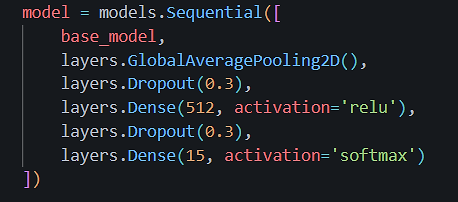 model = models.Sequential([
    base_model,
    layers.GlobalAveragePooling2D(),
    layers.Dropout(0.3),
    layers.Dense(512, activation='relu'),
    layers.Dropout(0.3),
    layers.Dense(15, activation='softmax')
])